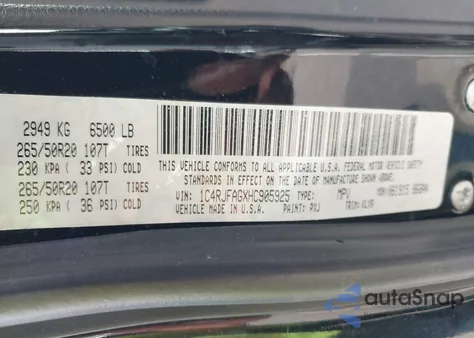 2949 KG 6500 LB
265/50R20 107T TIRES
230 KPA ( 33 PSI) COLD
265/50R20 107T TIRES
250 KPA ( 36 PSI) COLD
THIS VEHICLE CONFORMS TO ALL APPLICABLE U.S.A. FEDERAL MOTOR VEHICLE SAFETY
STANDARDS IN EFFECT ON THE DATE OF MANUFACTURE SHOWN ABOVE.
VIN: 1C4RJFAGXHC905925 TYPE: MPV
VEHICLE MADE IN U.S.A. PAINT: PXJ TRIM:
autoSnap